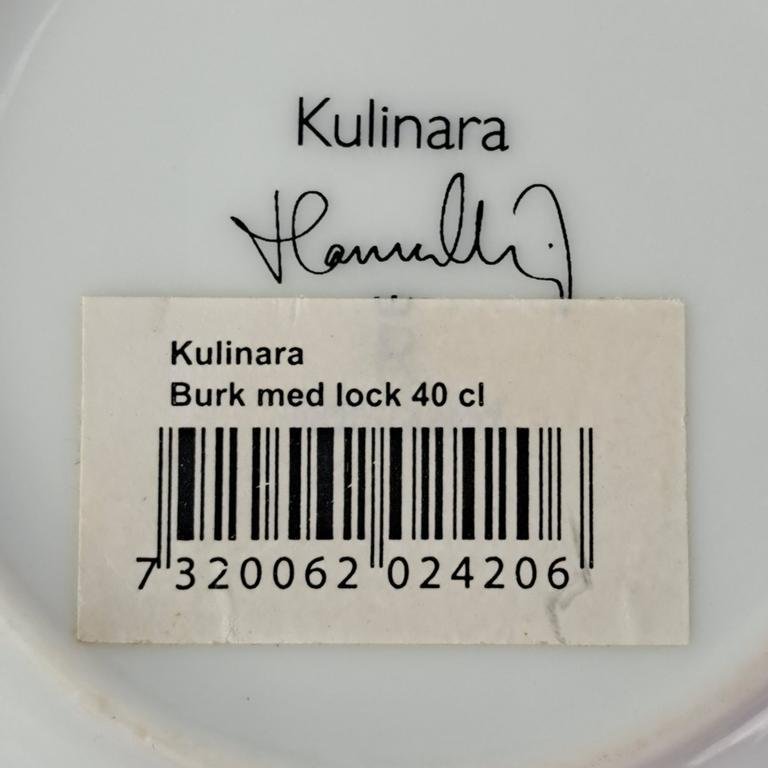 Kulinara
Kulinara
Burk med lock 40 cl
7 320062 024206